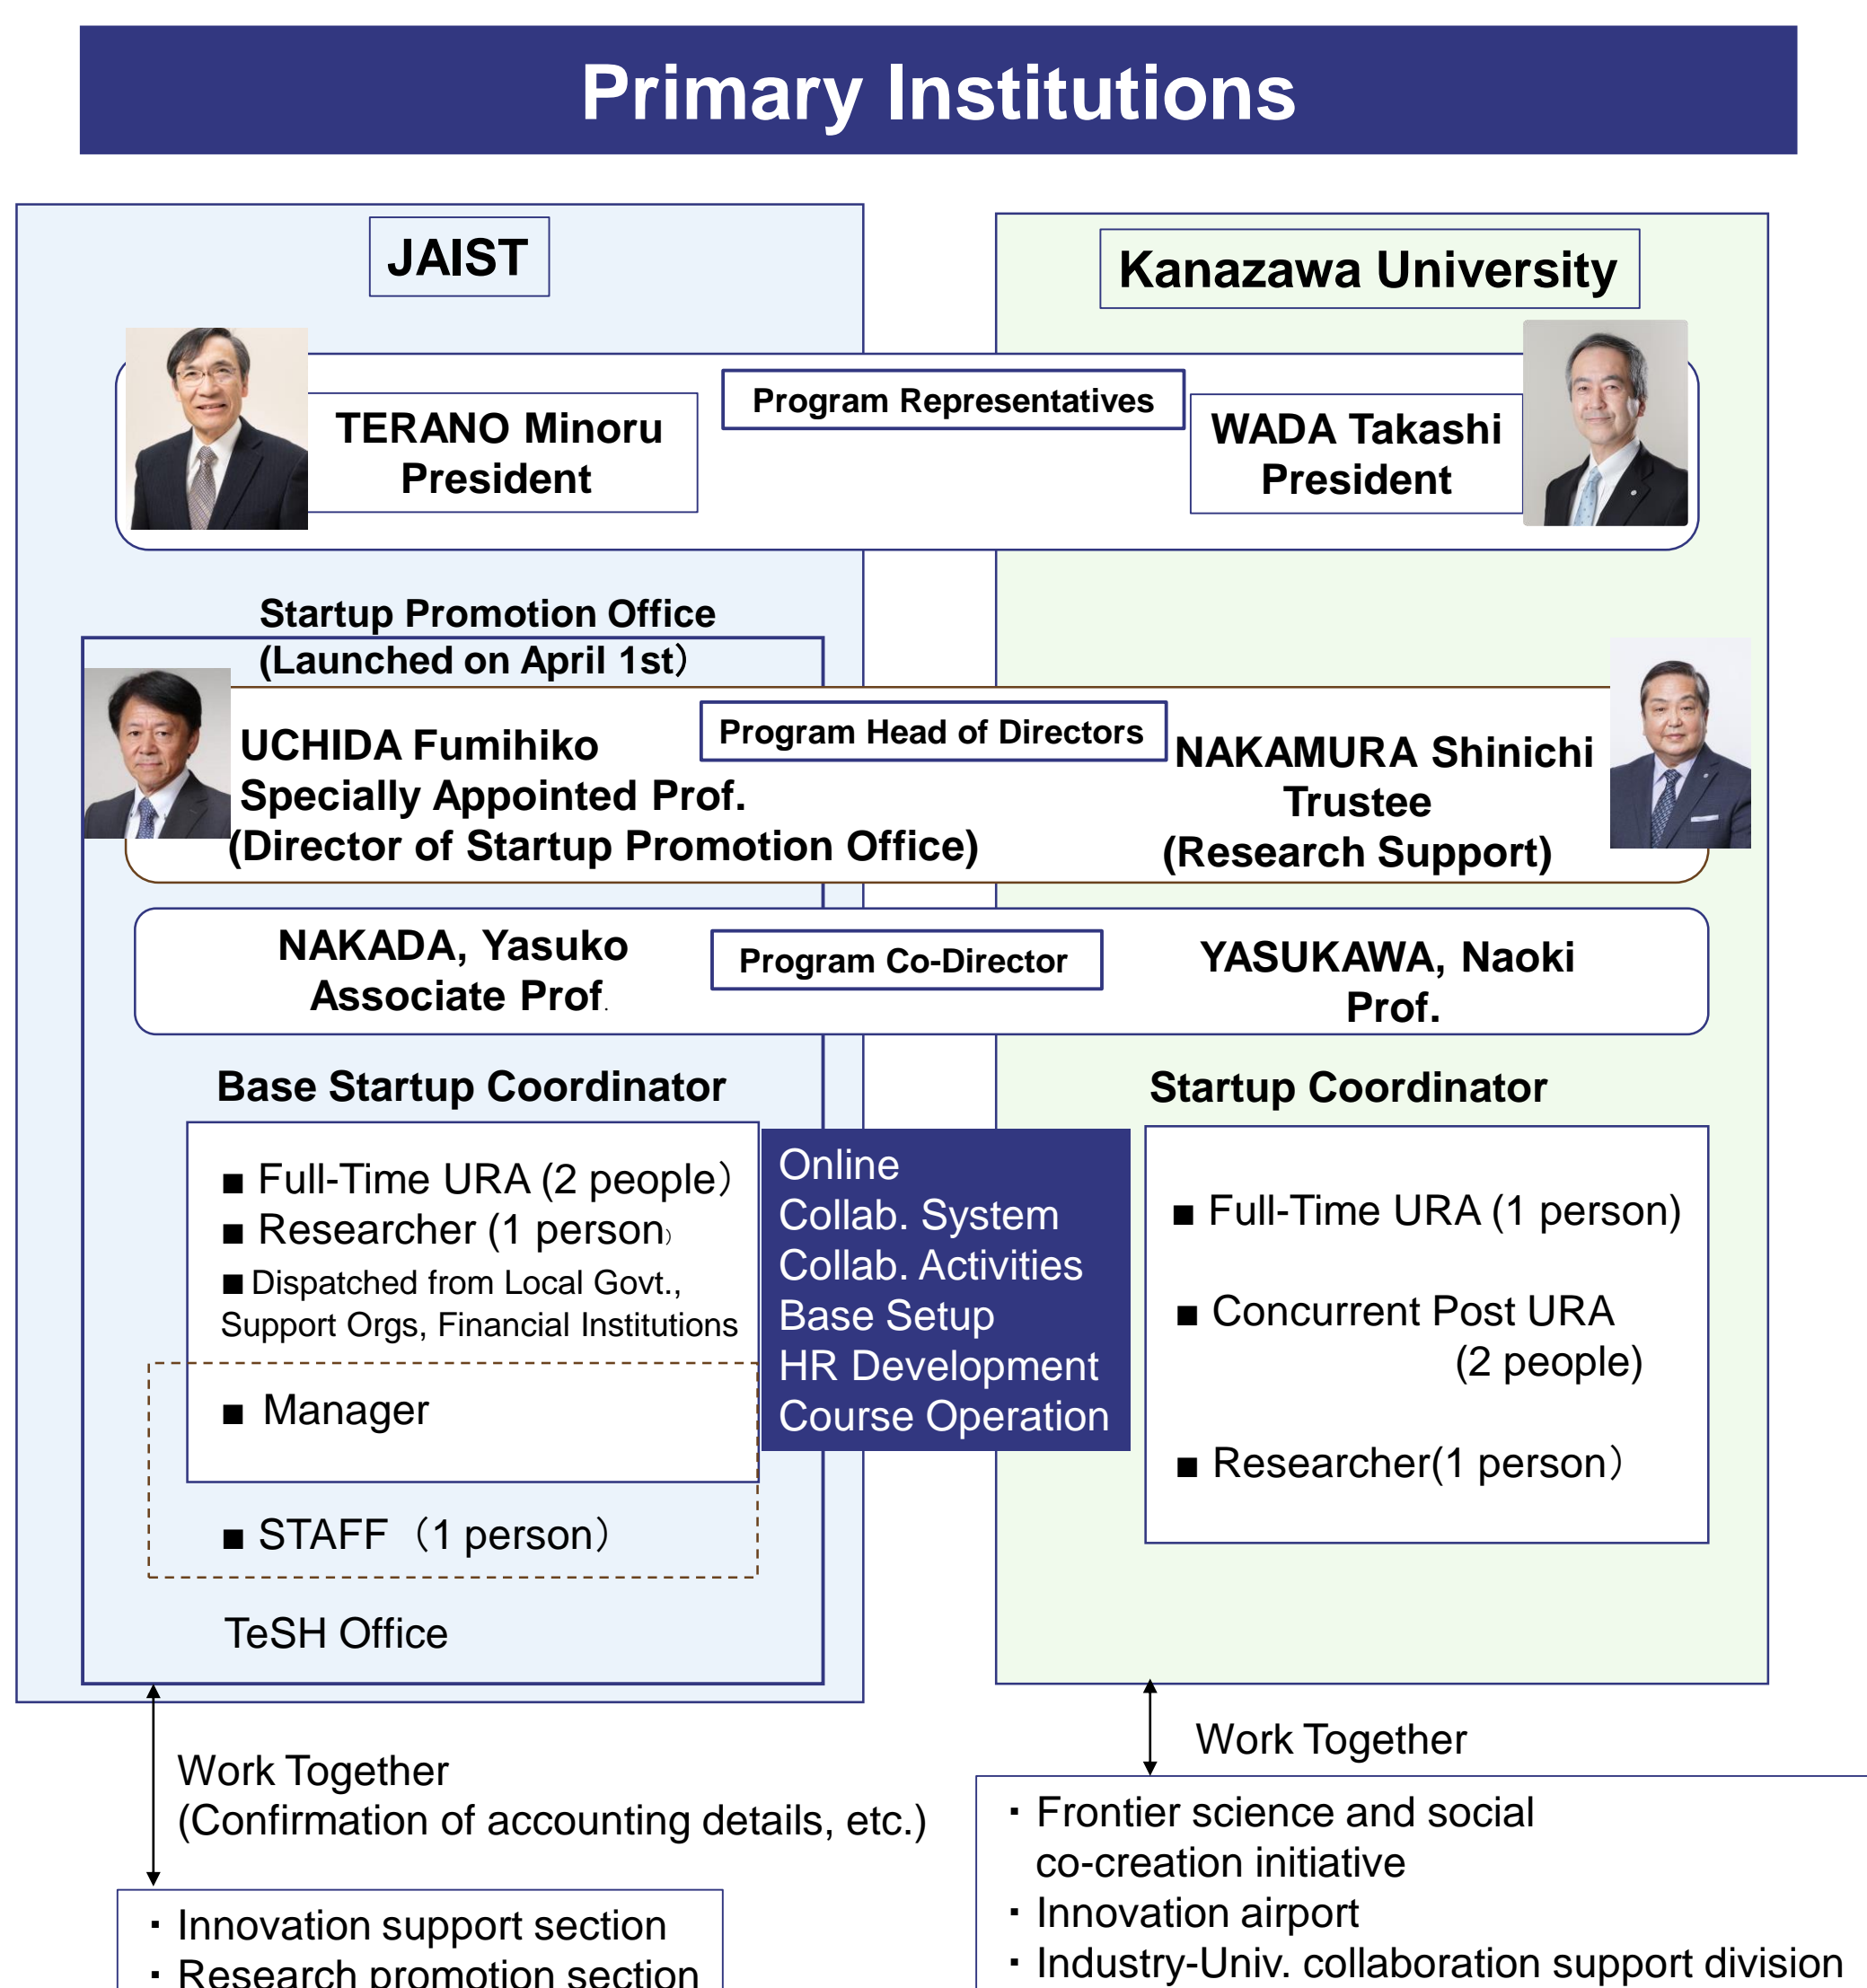 Primary Institutions
JAIST
Kanazawa University
Program Representatives
TERANO Minoru
President
WADA Takashi
President
Startup Promotion Office
(Launched on April 1st）
Program Head of Directors
UCHIDA Fumihiko
Specially Appointed Prof.
(Director of Startup Promotion Office)
NAKAMURA Shinichi
Trustee
(Research Support)
NAKADA, Yasuko
Associate Prof.
Program Co-Director
YASUKAWA, Naoki
Prof.
Base Startup Coordinator
■ Full-Time URA (2 people）
■ Researcher (1 person）
■ Dispatched from Local Govt.,
Support Orgs, Financial Institutions
■ Manager
■ STAFF（1 person）
TeSH Office
Online
Collab. System
Collab. Activities
Base Setup
HR Development
Course Operation
Startup Coordinator
■ Full-Time URA (1 person)
■ Concurrent Post URA
(2 people)
■ Researcher(1 person）
Work Together
(Confirmation of accounting details, etc.)
・Innovation support section
・Research promotion section
Work Together
・Frontier science and social
co-creation initiative
・Innovation airport
・Industry-Univ. collaboration support division